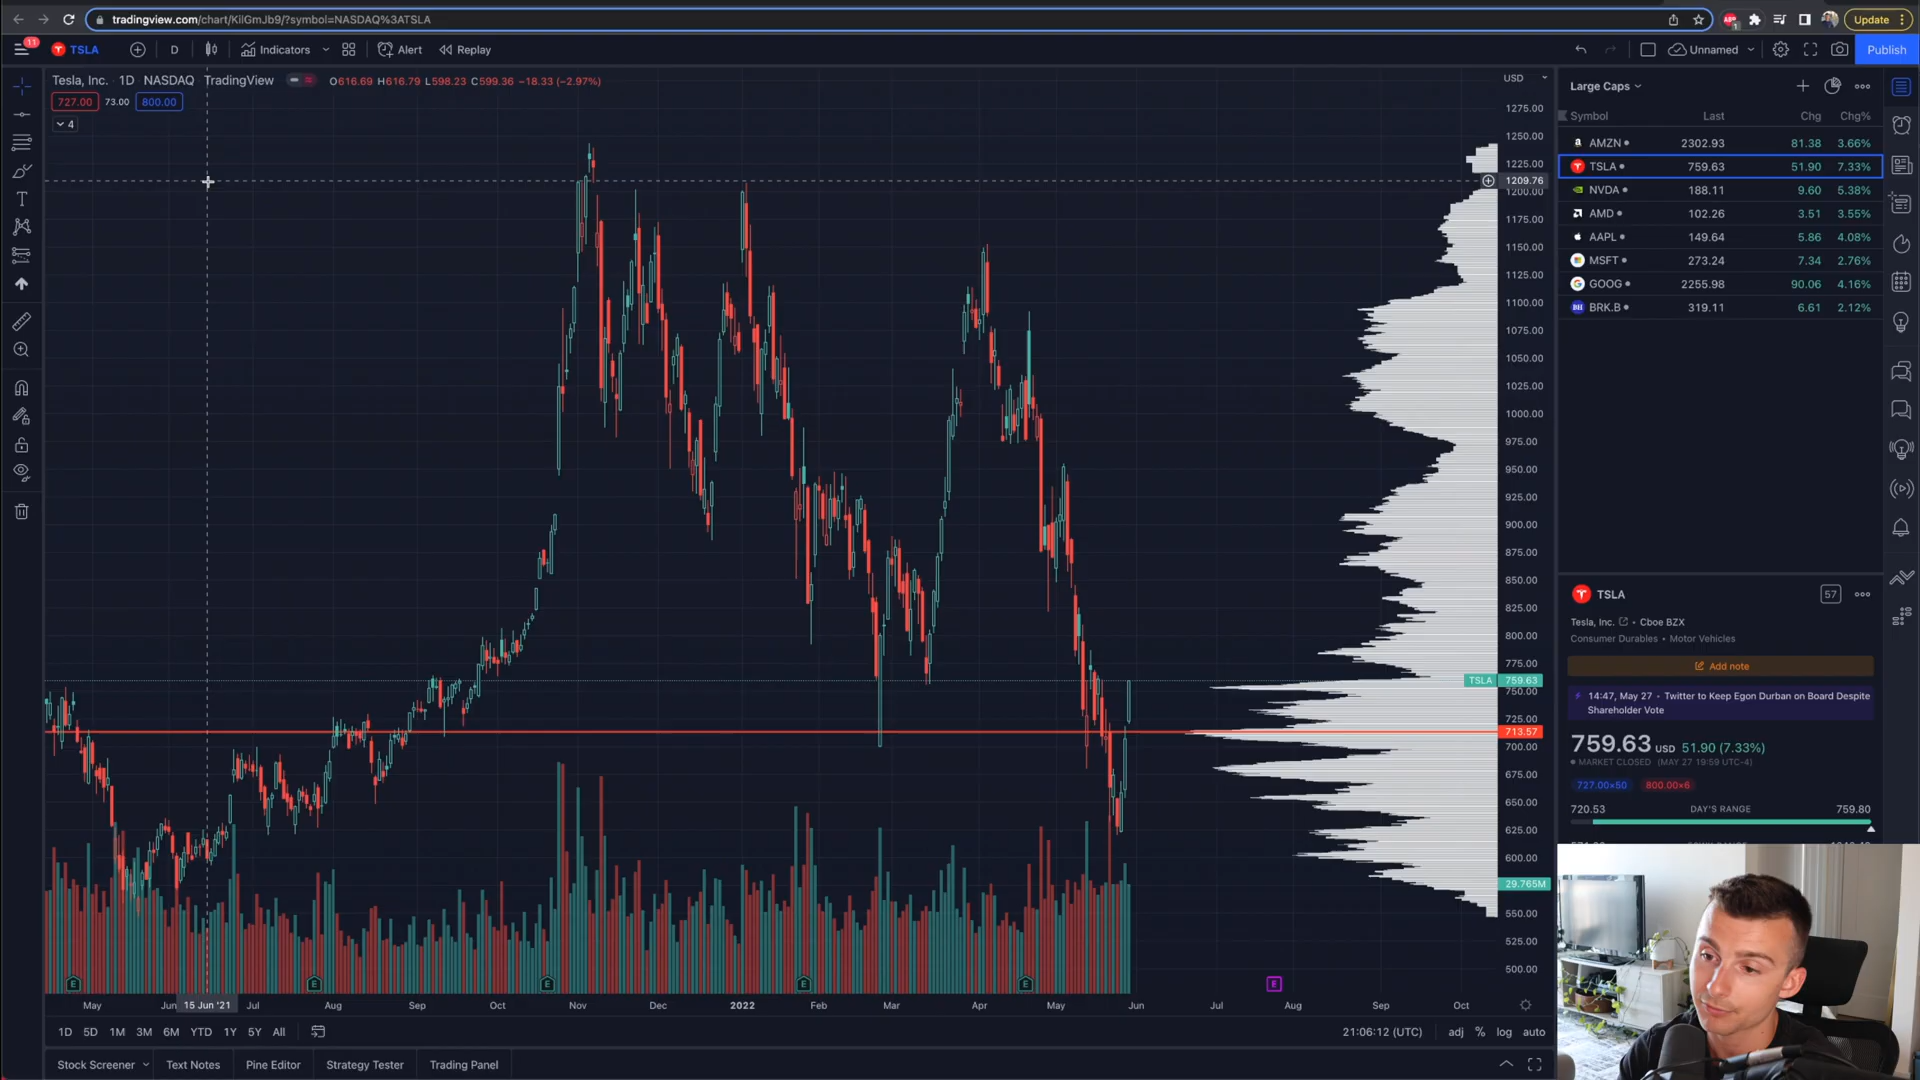 tradingview.com/chart/KiIGmJb9/?symbol=NASDAQ%3ATSLA
Update
11
TSLA
D
Indicators
Alert
Replay
Unnamed
Publish
Tesla, Inc. 1D NASDAQ TradingView
O616.69 H616.79 L598.23 C599.36 −18.33 (−2.97%)
727.00 73.00 800.00
4
USD
1275.00
1250.00
1225.00
1209.76
1200.00
1175.00
1150.00
1125.00
1100.00
1075.00
1050.00
1025.00
1000.00
975.00
950.00
925.00
900.00
875.00
850.00
825.00
800.00
775.00
TSLA 759.63
750.00
725.00
713.57
700.00
675.00
650.00
625.00
600.00
29.765M
550.00
525.00
500.00
E E E E E E
May Jun 15 Jun '21 Jul Aug Sep Oct Nov Dec 2022 Feb Mar Apr May Jun Jul Aug Sep Oct
1D 5D 1M 3M 6M YTD 1Y 5Y All
21:06:12 (UTC) adj % log auto
Stock Screener Text Notes Pine Editor Strategy Tester Trading Panel
Large Caps
Symbol Last Chg Chg%
AMZN 2302.93 81.38 3.66%
TSLA 759.63 51.90 7.33%
NVDA 188.11 9.60 5.38%
AMD 102.26 3.51 3.55%
AAPL 149.64 5.86 4.08%
MSFT 273.24 7.34 2.76%
GOOG 2255.98 90.06 4.16%
BRK.B 319.11 6.61 2.12%
TSLA 57
Tesla, Inc. • Cboe BZX
Consumer Durables • Motor Vehicles
Add note
14:47, May 27 • Twitter to Keep Egon Durban on Board Despite
Shareholder Vote
759.63 USD 51.90 (7.33%)
MARKET CLOSED (MAY 27 19:59 UTC-4)
727.00×50 800.00×6
720.53 DAY'S RANGE 759.80